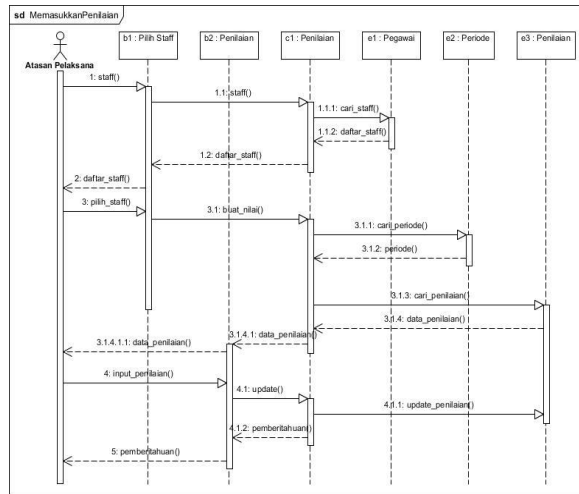 sd MemasukkanPenilaian
b1 : Pilih Staff
b2 : Penilaian
c1 : Penilaian
e1 : Pegawai
e2 : Periode
e3 : Penilaian
Atasan Pelaksana
1: staff()
1.1: staff()
1.1.1: cari_staff()
1.1.2: daftar_staff()
1.2: daftar_staff()
2: daftar_staff()
3: pilih_staff()
3.1: buat_nilai()
3.1.1: cari_periode()
3.1.2: periode()
3.1.3: cari_penilaian()
3.1.4: data_penilaian()
3.1.4.1: data_penilaian()
3.1.4.1.1: data_penilaian()
4: input_penilaian()
4.1: update()
4.1.1: update_penilaian()
4.1.2: pemberitahuan()
5: pemberitahuan()